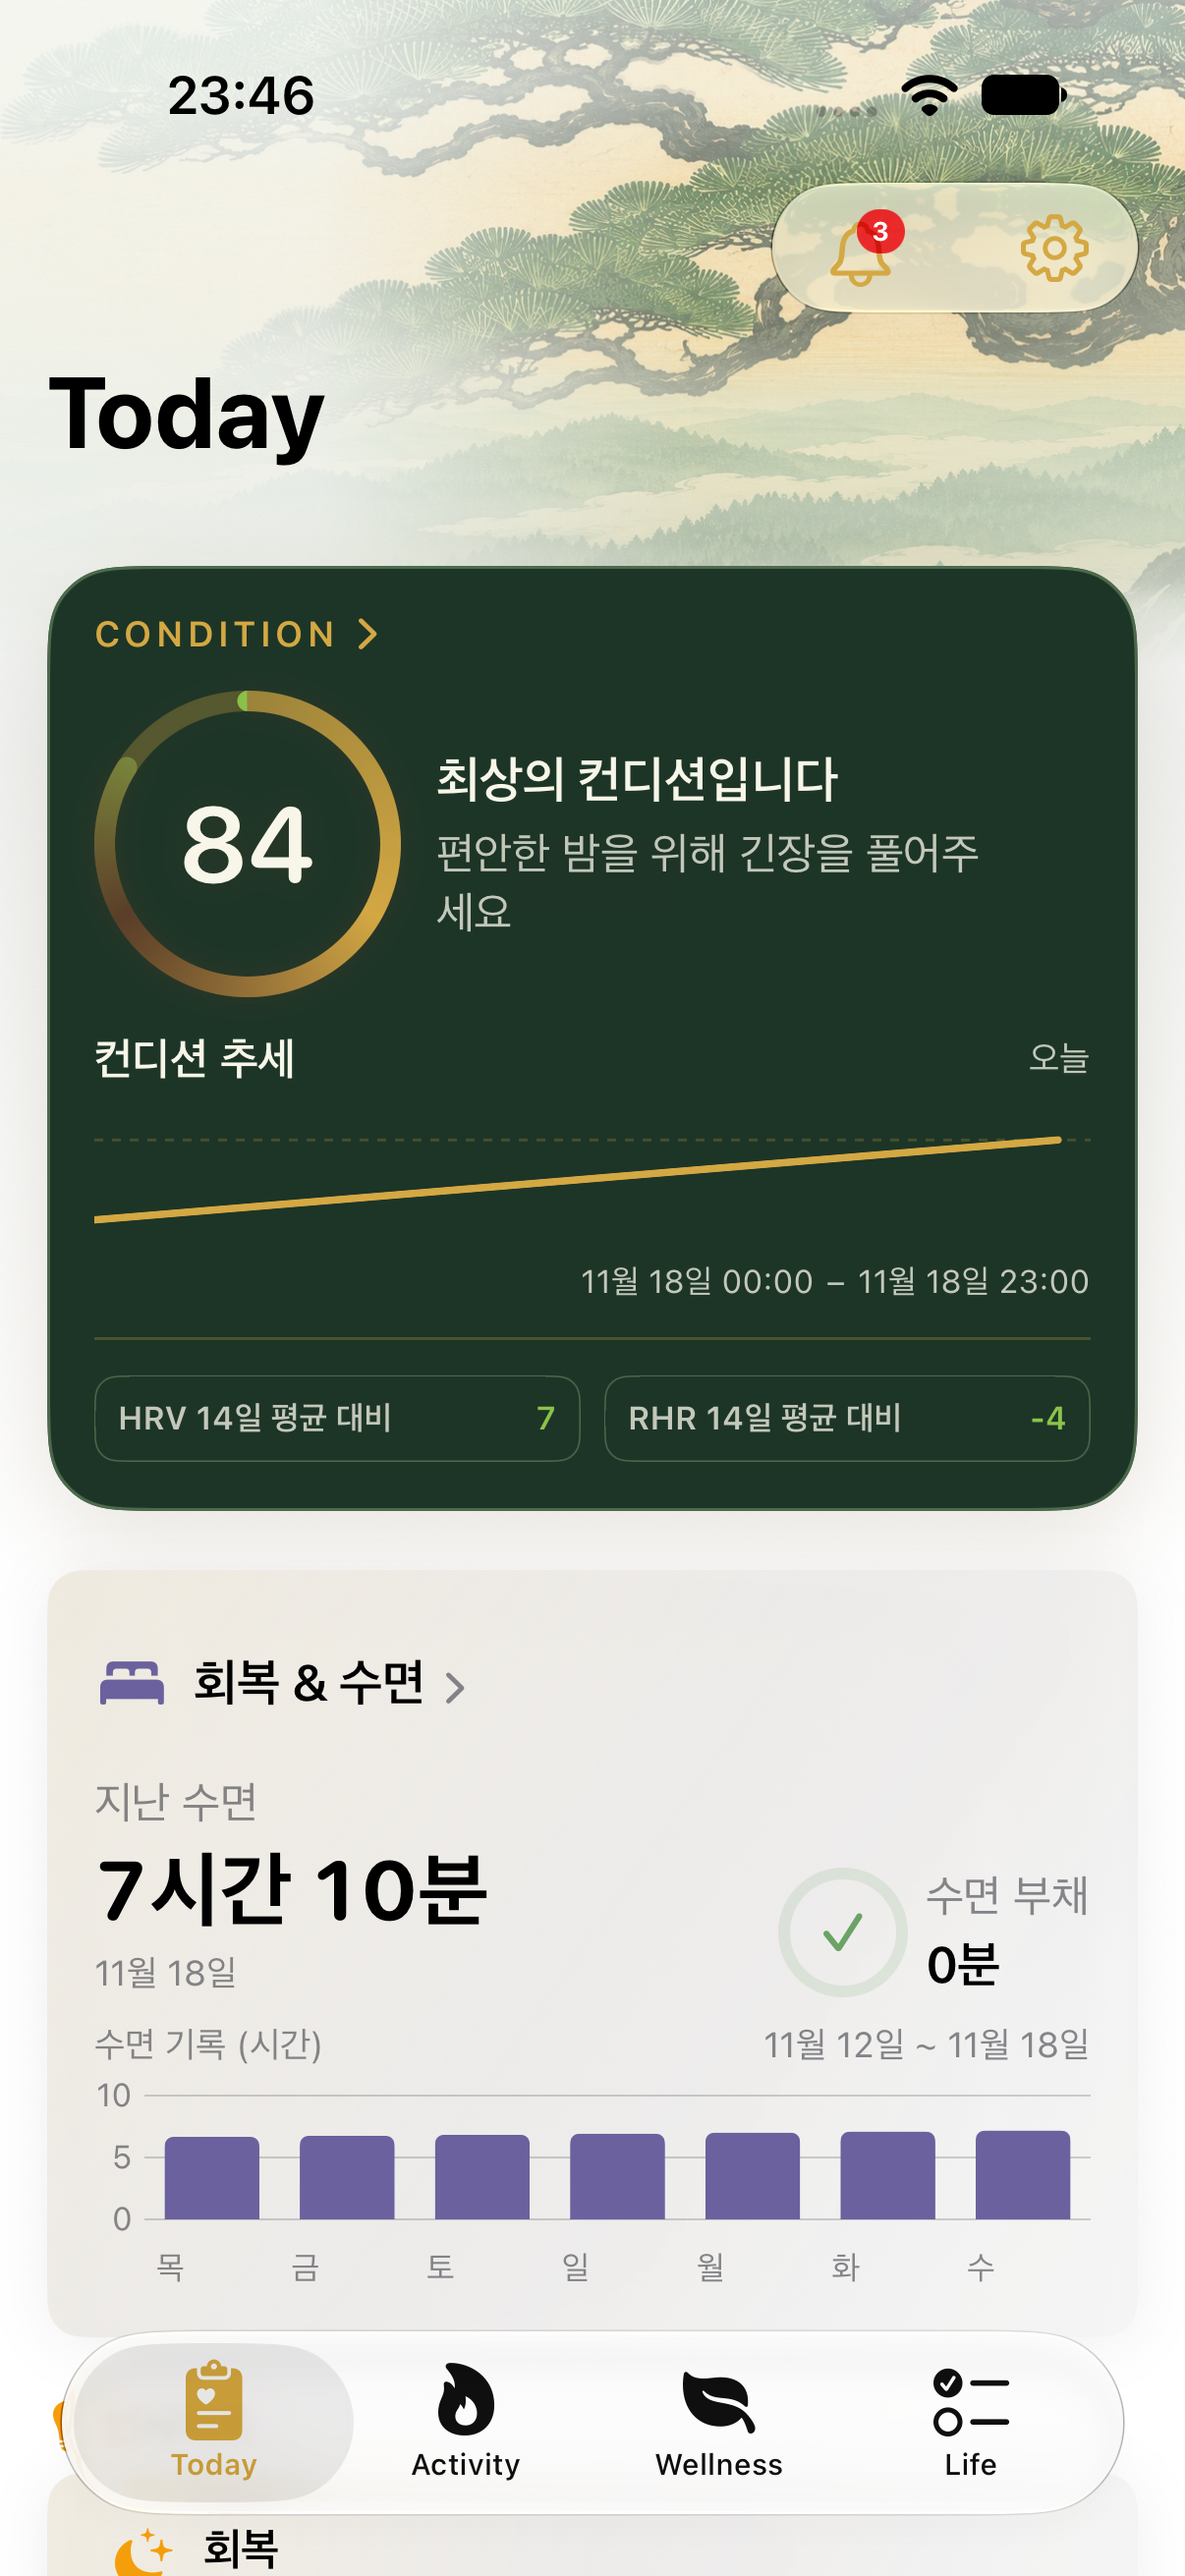 23:46
3
Today
CONDITION
84
최상의 컨디션입니다
편안한 밤을 위해 긴장을 풀어주
세요
컨디션 추세
오늘
11월 18일 00:00 – 11월 18일 23:00
HRV 14일 평균 대비 7
RHR 14일 평균 대비 -4
회복 & 수면
지난 수면
7시간 10분
11월 18일
수면 부채
0분
수면 기록 (시간)
11월 12일 ~ 11월 18일
10
5
0
목 금 토 일 월 화 수
Today Activity Wellness Life
회복